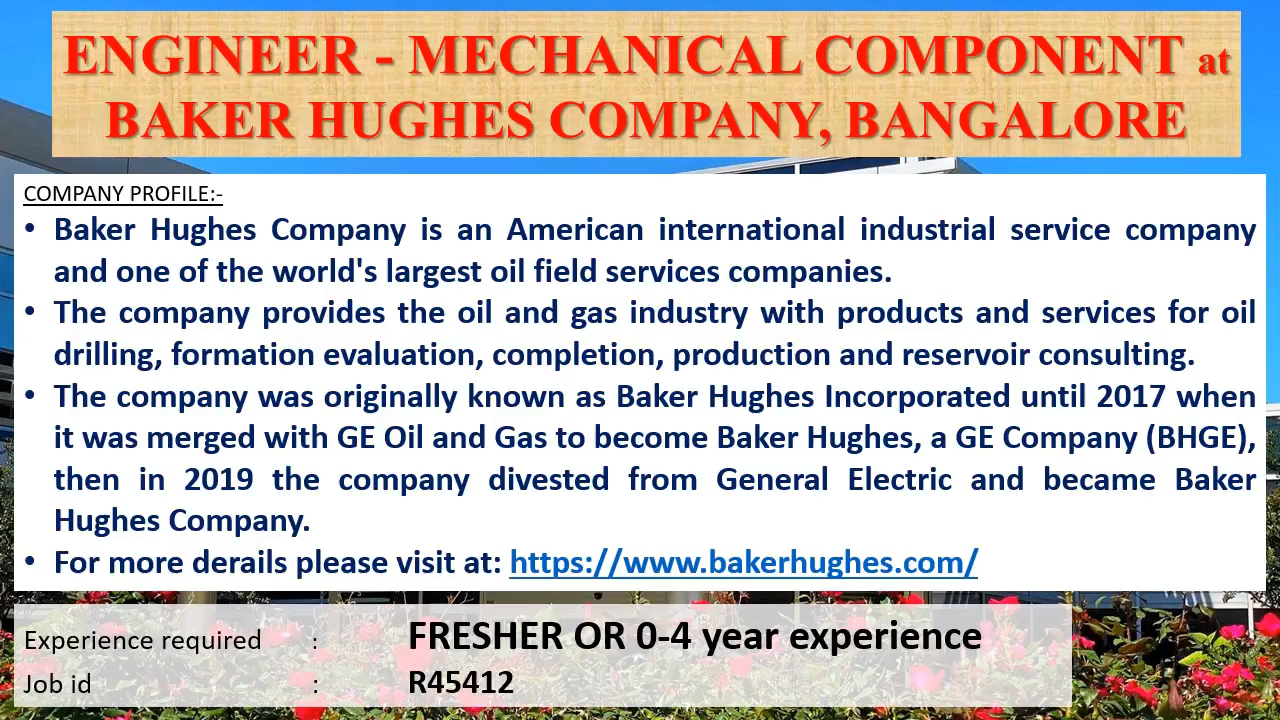 ENGINEER - MECHANICAL COMPONENT at
BAKER HUGHES COMPANY, BANGALORE
COMPANY PROFILE:-
• Baker Hughes Company is an American international industrial service company
and one of the world's largest oil field services companies.
• The company provides the oil and gas industry with products and services for oil
drilling, formation evaluation, completion, production and reservoir consulting.
• The company was originally known as Baker Hughes Incorporated until 2017 when
it was merged with GE Oil and Gas to become Baker Hughes, a GE Company (BHGE),
then in 2019 the company divested from General Electric and became Baker
Hughes Company.
• For more derails please visit at: https://www.bakerhughes.com/
Experience required : FRESHER OR 0-4 year experience
Job id : R45412